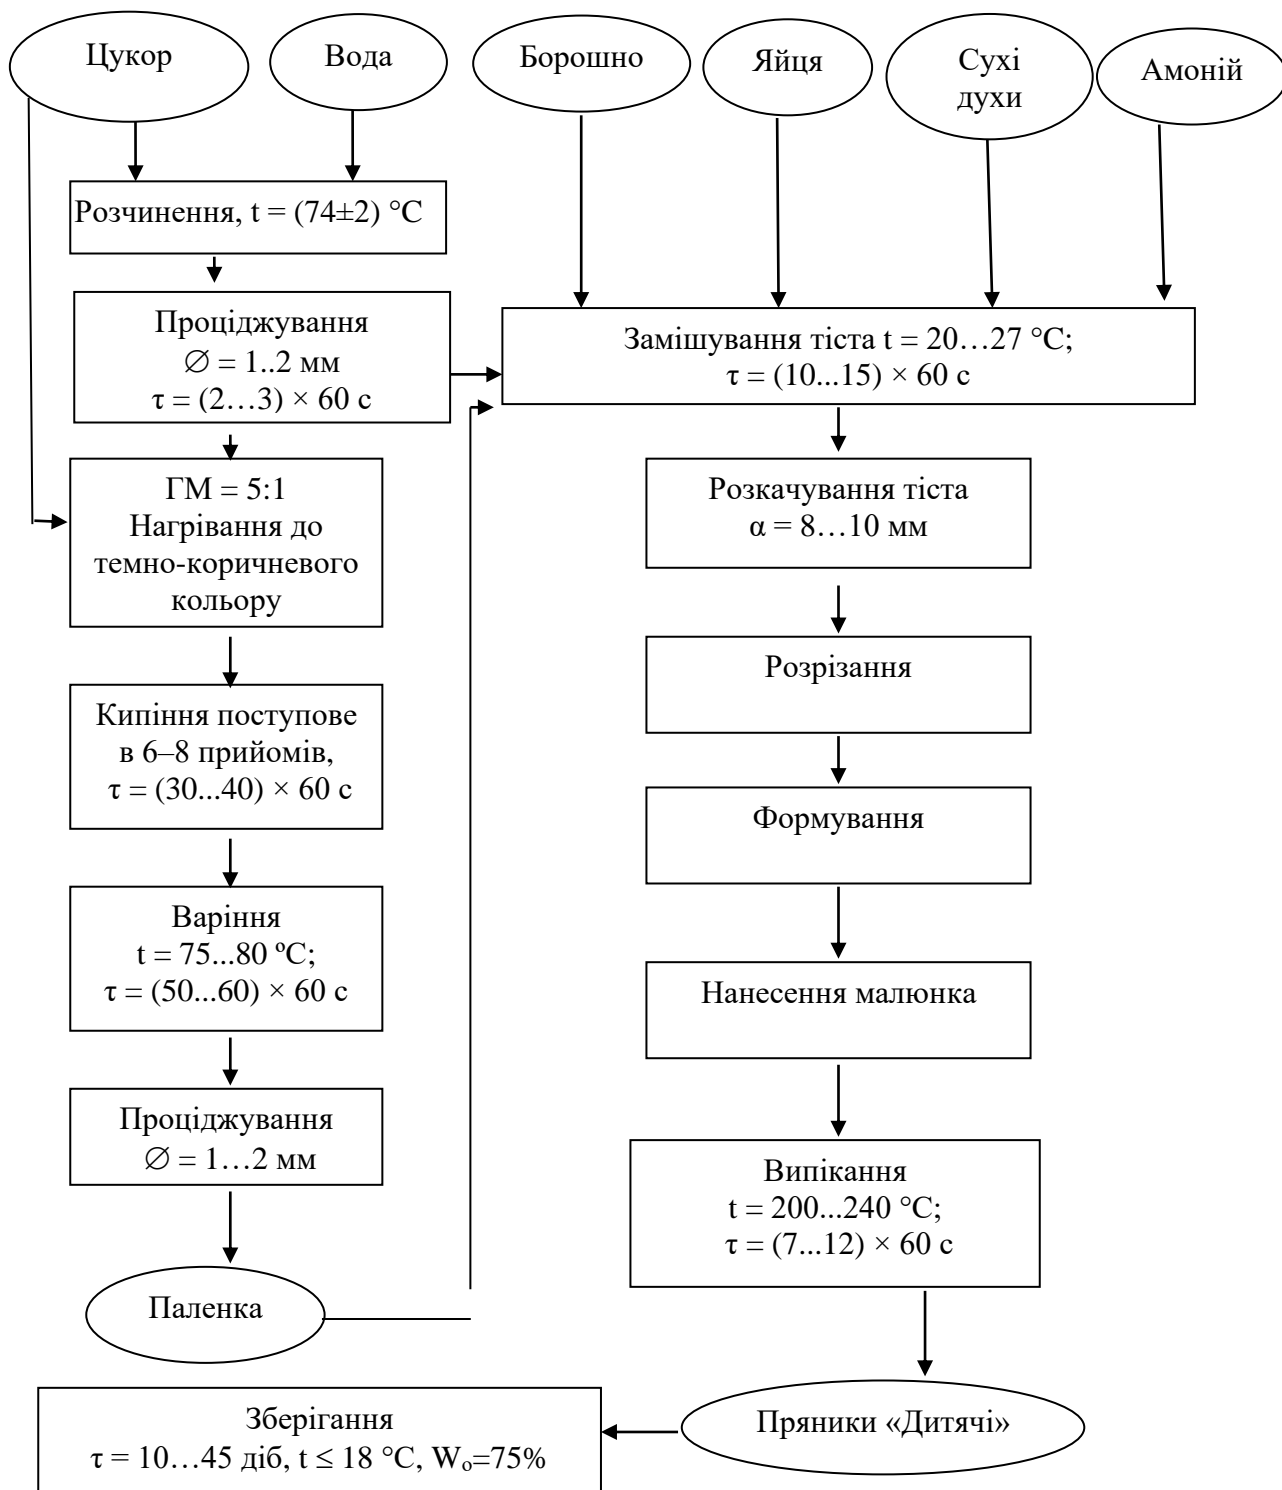 Цукор
Вода
Борошно
Яйця
Сухі
духи
Амоній
Розчинення, t = (74±2) °C
Проціджування
∅ = 1..2 мм
τ = (2…3) × 60 с
Замішування тіста t = 20…27 °C;
τ = (10...15) × 60 с
ГМ = 5:1
Нагрівання до
темно-коричневого
кольору
Розкачування тіста
α = 8…10 мм
Розрізання
Кипіння поступове
в 6–8 прийомів,
τ = (30...40) × 60 с
Формування
Варіння
t = 75...80 ºC;
τ = (50...60) × 60 с
Нанесення малюнка
Проціджування
∅ = 1…2 мм
Випікання
t = 200...240 °C;
τ = (7...12) × 60 с
Паленка
Пряники «Дитячі»
Зберігання
τ = 10…45 діб, t ≤ 18 °C, Wₒ=75%